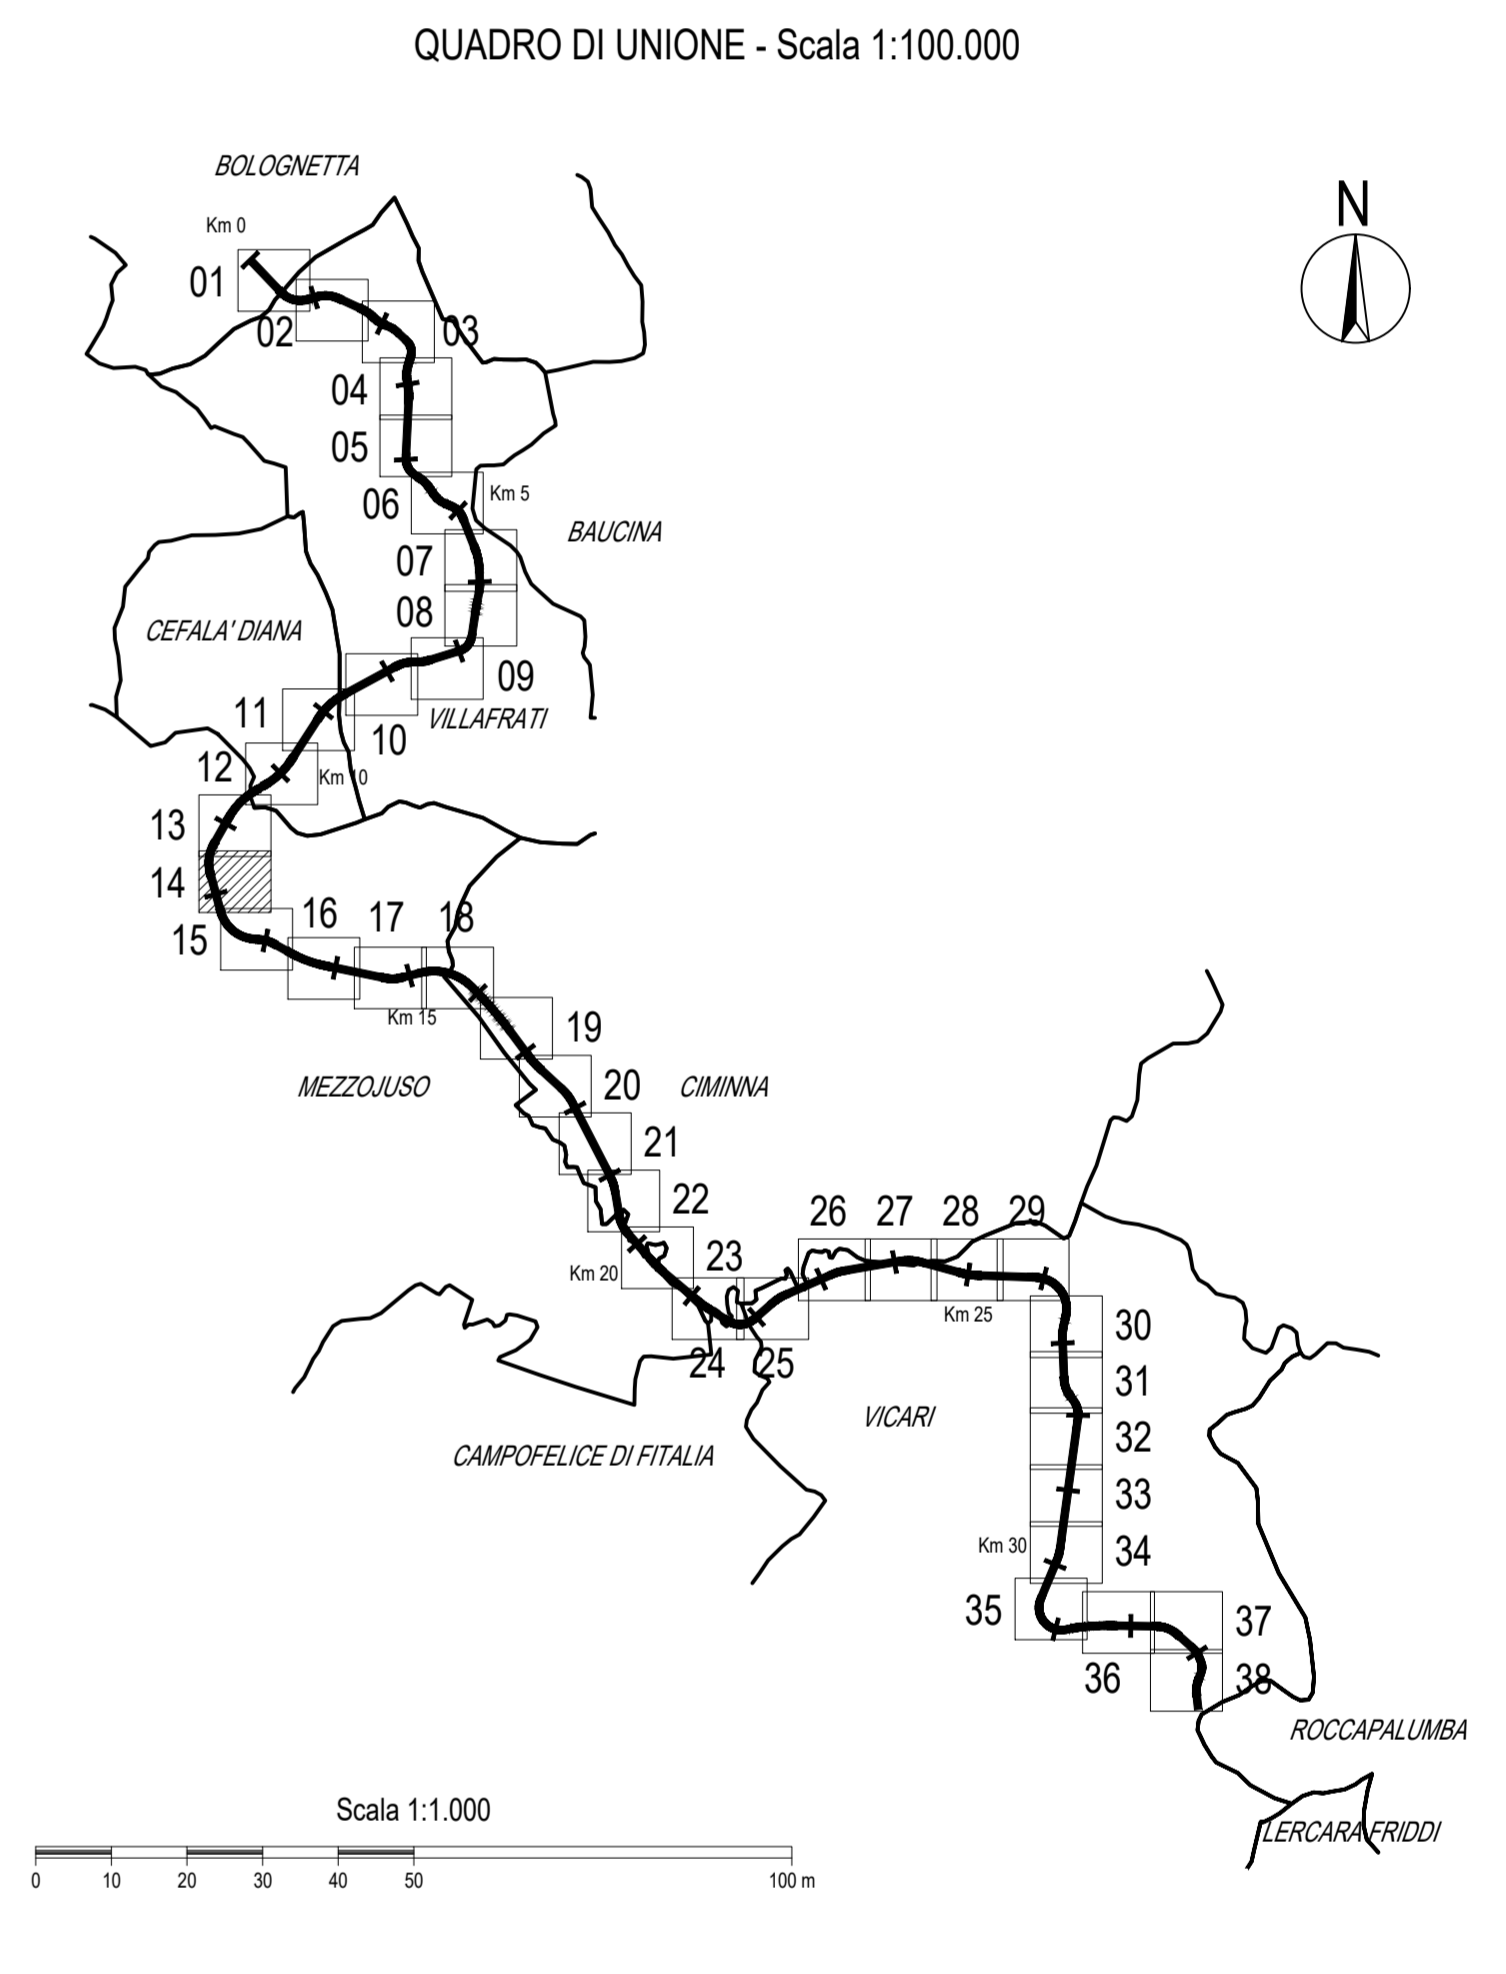 QUADRO DI UNIONE - Scala 1:100.000
BOLOGNETTA
N
Km 0
01
02
03
04
05
06
Km 5
BAUCINA
07
08
CEFALA' DIANA
09
11
VILLAFRATI
10
12
Km 10
13
14
16
17
18
15
Km 15
19
MEZZOJUSO
CIMINNA
20
21
22
26
27
28
29
23
Km 20
Km 25
30
24
25
31
VICARI
32
CAMPOFELICE DI FITALIA
33
Km 30
34
35
37
36
38
ROCCAPALUMBA
Scala 1:1.000
LERCARA FRIDDI
0 10 20 30 40 50 100 m